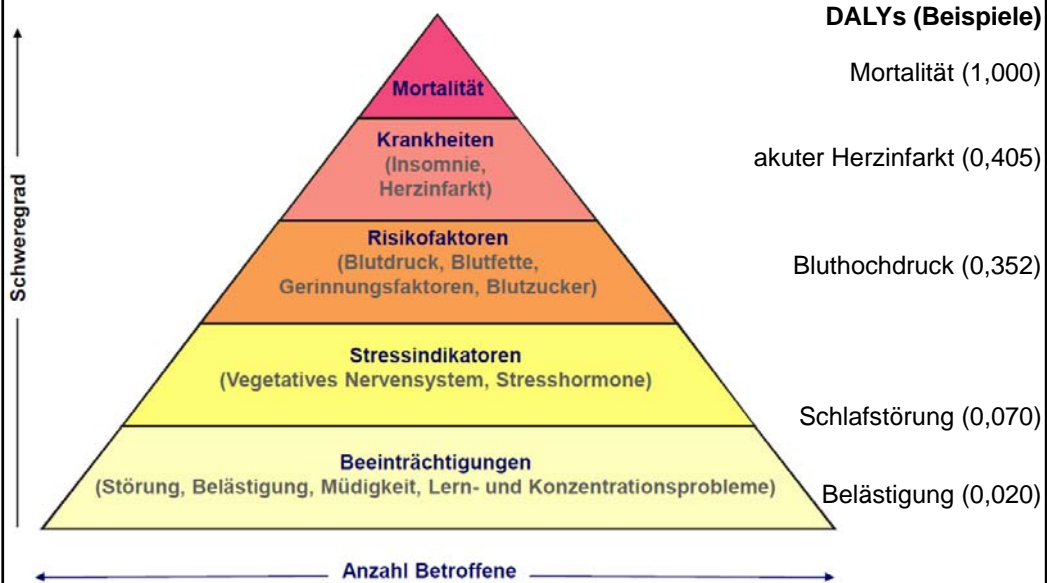 DALYs (Beispiele)
Mortalität (1,000)
Mortalität
Krankheiten
(Insomnie,
Herzinfarkt)
akuter Herzinfarkt (0,405)
Schweregrad
Risikofaktoren
(Blutdruck, Blutfette,
Gerinnungsfaktoren, Blutzucker)
Bluthochdruck (0,352)
Stressindikatoren
(Vegetatives Nervensystem, Stresshormone)
Schlafstörung (0,070)
Beeinträchtigungen
(Störung, Belästigung, Müdigkeit, Lern- und Konzentrationsprobleme)
Belästigung (0,020)
Anzahl Betroffene